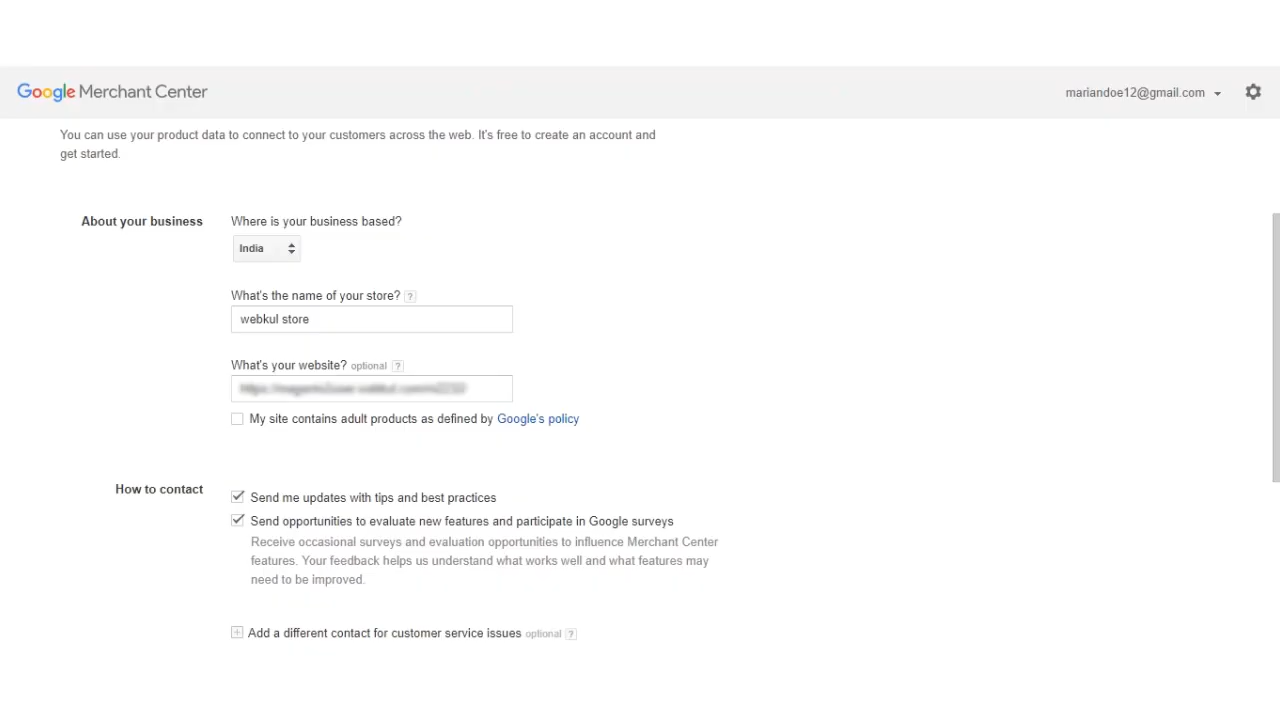 Google Merchant Center
mariandoe12@gmail.com
You can use your product data to connect to your customers across the web. It's free to create an account and
get started.
About your business
Where is your business based?
India
What's the name of your store? ?
webkul store
What's your website? optional ?
My site contains adult products as defined by Google's policy
How to contact
Send me updates with tips and best practices
Send opportunities to evaluate new features and participate in Google surveys
Receive occasional surveys and evaluation opportunities to influence Merchant Center
features. Your feedback helps us understand what works well and what features may
need to be improved.
Add a different contact for customer service issues optional ?